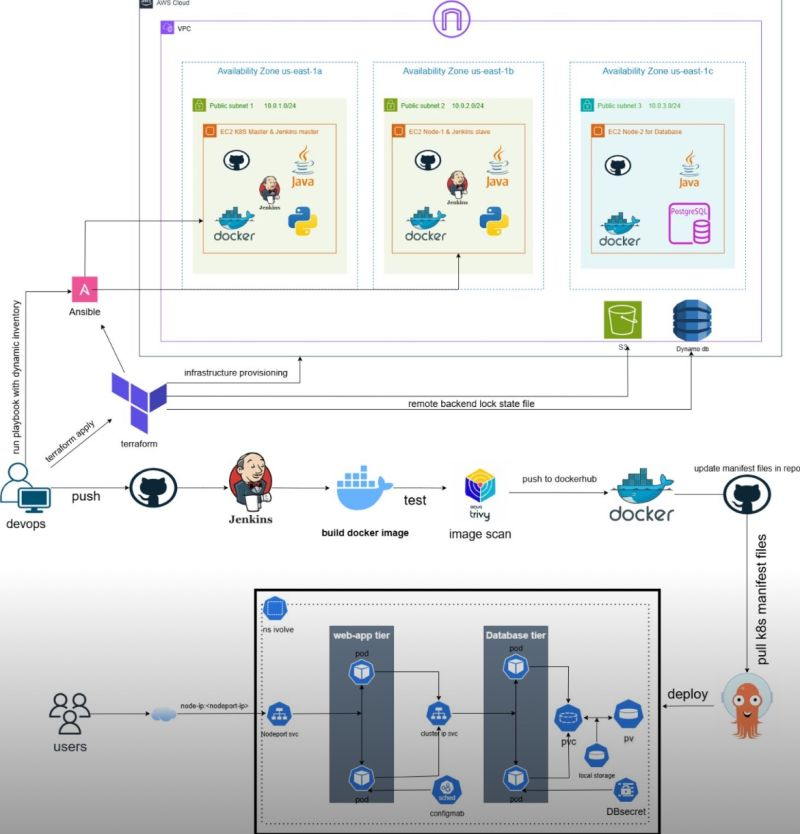 AWS Cloud
VPC
Availability Zone us-east-1a
Availability Zone us-east-1b
Availability Zone us-east-1c
Public subnet 1 10.0.1.0/24
Public subnet 2 10.0.2.0/24
Public subnet 3 10.0.3.0/24
EC2 K8S Master & Jenkins master
EC2 Node-1 & Jenkins slave
EC2 Node-2 for Database
Java
Jenkins
docker
Java
Jenkins
docker
Java
docker
PostgreSQL
Ansible
S3
Dynamo db
run playbook with dynamic inventory
infrastructure provisioning
remote backend lock state file
terraform
terraform apply
devops
push
Jenkins
build docker image
test
aqua
trivy
image scan
push to dockerhub
docker
update manifest files in repo
pull k8s manifest files
deploy
ns ivolve
web-app tier
Database tier
pod
pod
users
node-ip:<nodeport-ip>
Nodeport svc
cluster ip svc
pvc
pv
local storage
pod
sched
configmab
pod
DBsecret